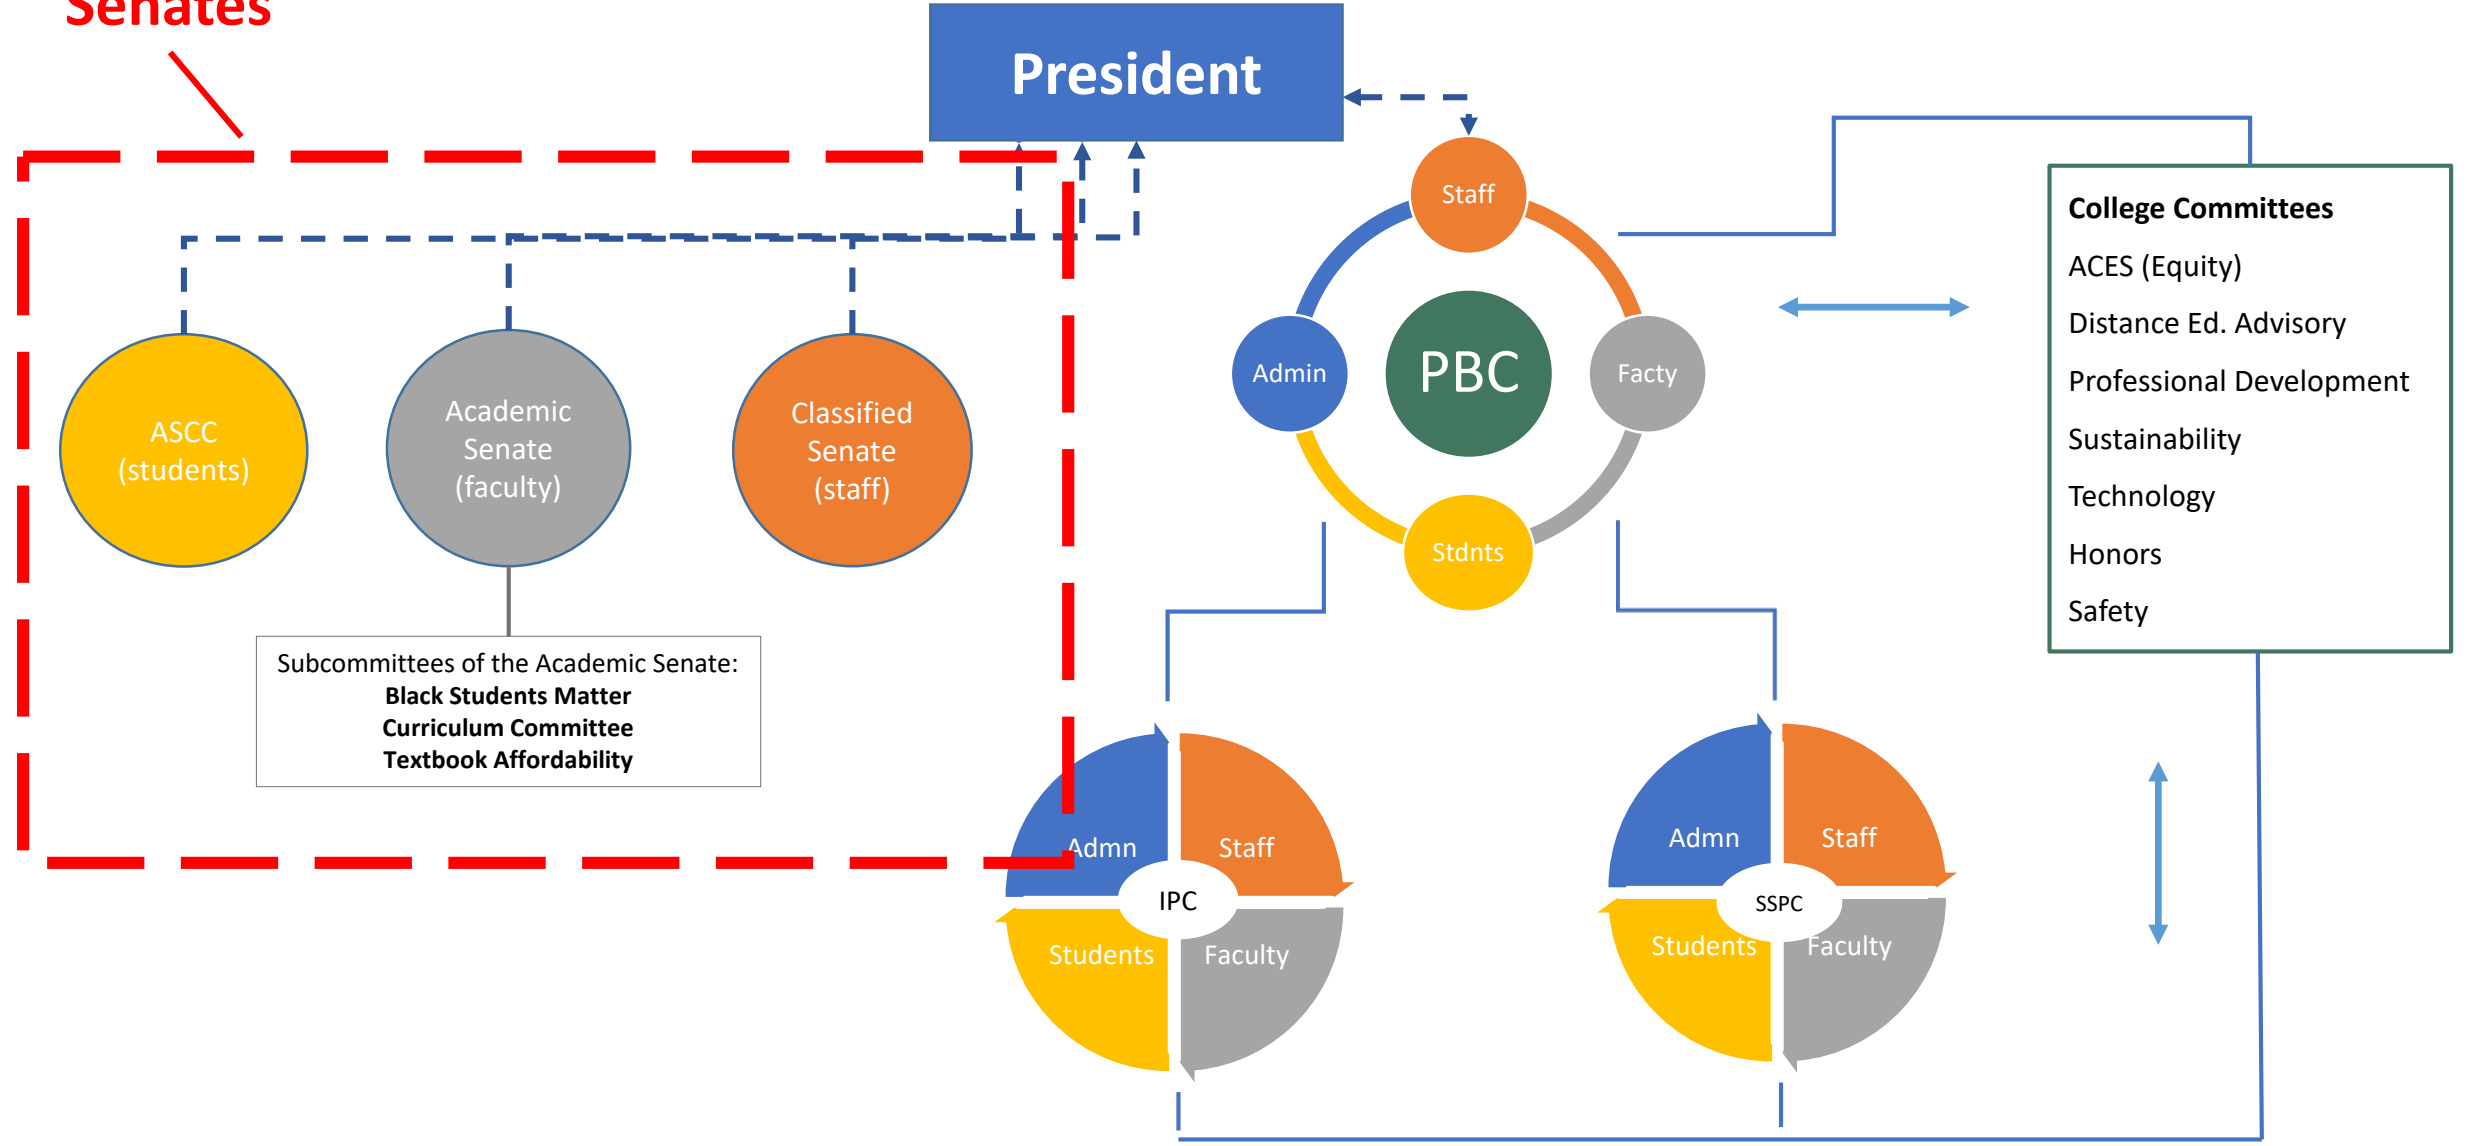 Senates
President
ASCC
(students)
Academic
Senate
(faculty)
Classified
Senate
(staff)
Subcommittees of the Academic Senate:
Black Students Matter
Curriculum Committee
Textbook Affordability
Staff
Admin
PBC
Facty
Stdnts
College Committees
ACES (Equity)
Distance Ed. Advisory
Professional Development
Sustainability
Technology
Honors
Safety
Admn
Staff
IPC
Students
Faculty
Admn
Staff
SSPC
Students
Faculty